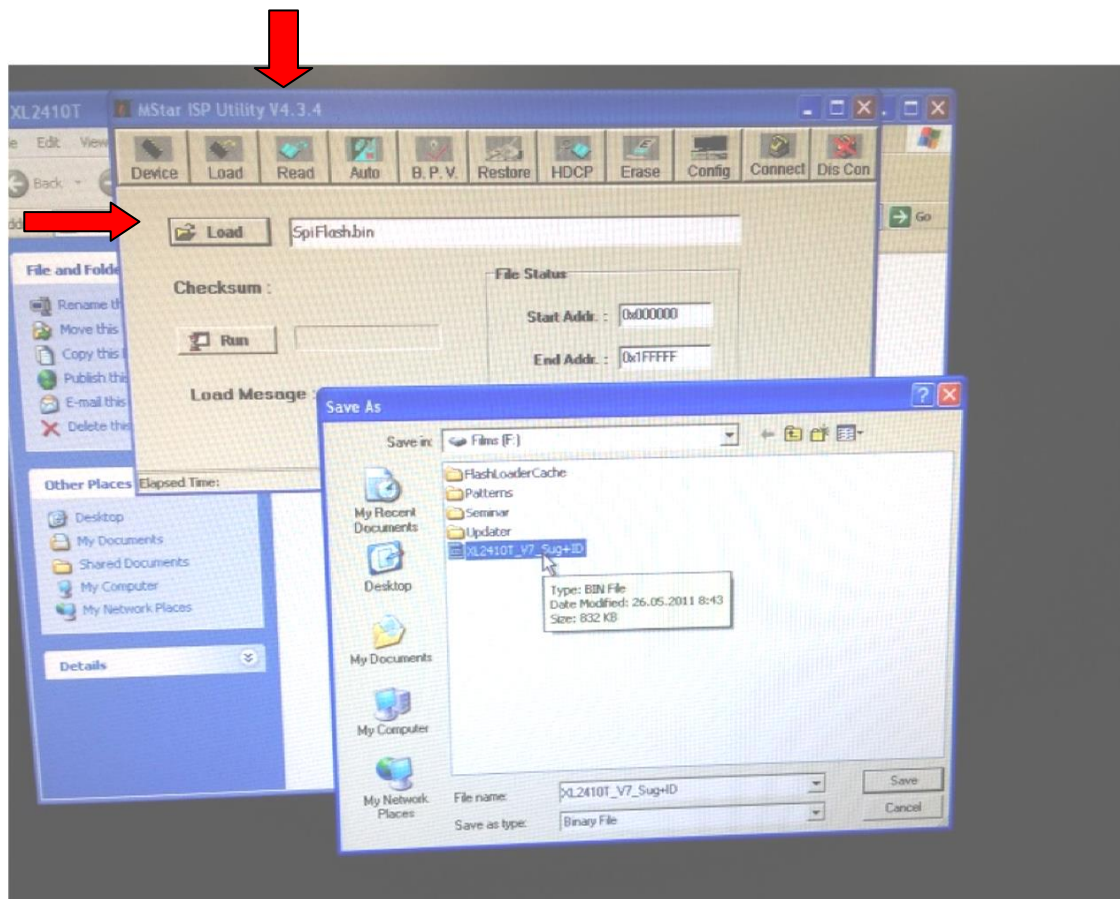 XL2410T
MStar ISP Utility V4.3.4
Edit View
Device Load Read Auto B. P. V. Restore HDCP Erase Config Connect Dis Con
Back
Go
Load SpiFlash.bin
File and Folde
File Status
Checksum :
Rename th
Start Addr. : 0x000000
Move this
Run
Copy this
End Addr. : 0x1FFFFF
Publish this
Load Mesage :
E-mail this
Delete this
Save As
Save in: Films (F:)
Other Places
Elapsed Time:
Desktop
My Documents
Shared Documents
My Computer
My Network Places
Details
FlashLoaderCache
Patterns
Seminar
Updater
XL2410T_V7_Sug+ID
Type: BIN File
Date Modified: 26.05.2011 8:43
Size: 832 KB
My Recent
Documents
Desktop
My Documents
My Computer
My Network
Places
File name: XL2410T_V7_Sug+ID Save
Save as type: Binary File Cancel